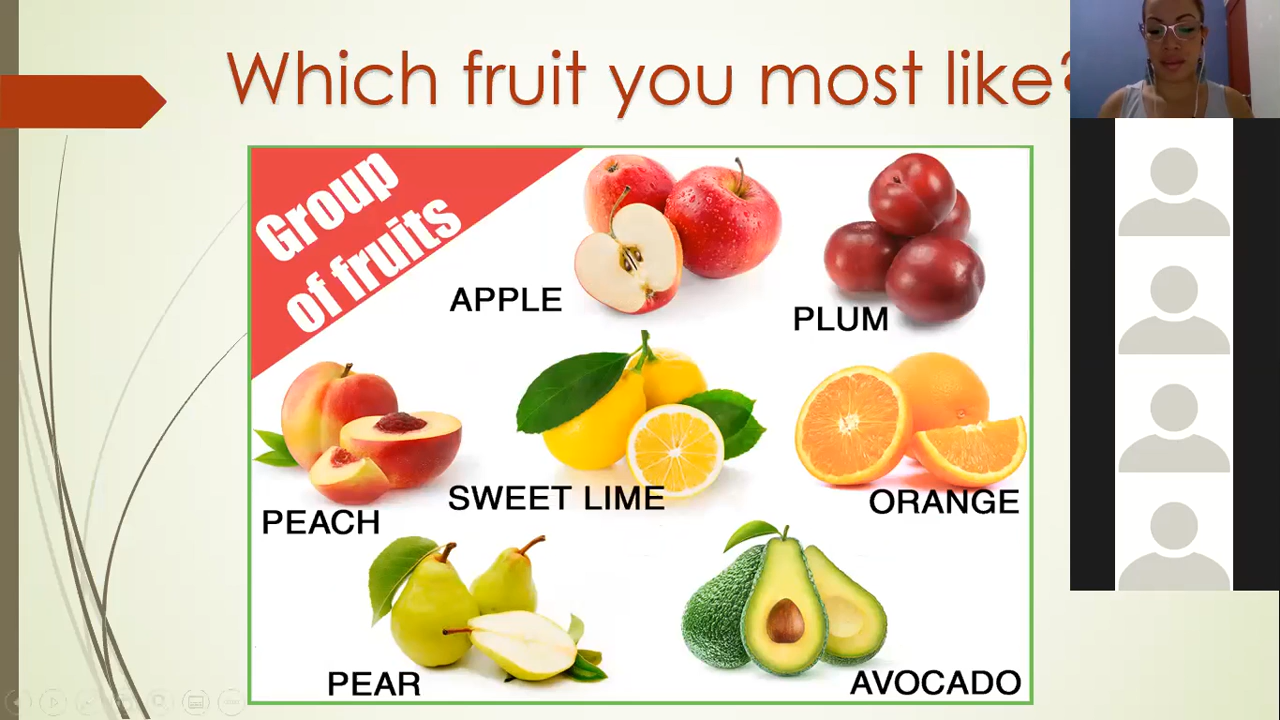 Which fruit you most like?
Group
of fruits
APPLE
PLUM
PEACH
SWEET LIME
ORANGE
PEAR
AVOCADO